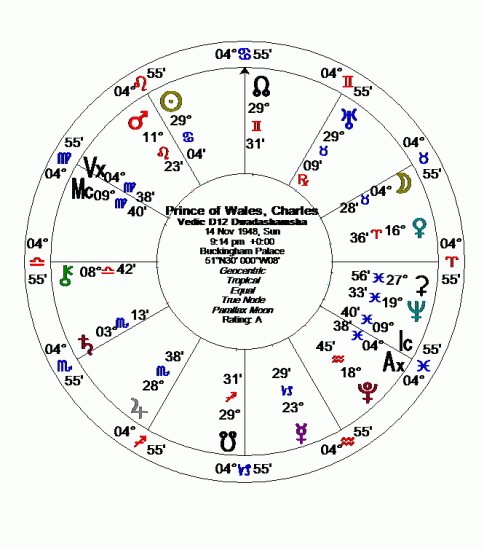 04° ♋ 55'
04° ♌ 55'
04° ♊ 55'
☉ 29° ♋ 04'
☊ 29° ♊ 31'
♂ 11° ♌ 23'
♅ 29° ♉ 09' ℞
55' ♍ 04°
04° ♉ 55'
Vx 04° ♍ 38'
Mc 09° ♍ 40'
☽ 04° ♉ 28'
♀ 16° ♈ 36'
Prince of Wales, Charles
Vedic D12 Dwadashamsha
14 Nov 1948, Sun
9:14 pm +0:00
Buckingham Palace
51°N30' 000°W08'
Geocentric
Tropical
Equal
True Node
Parallax Moon
Rating: A
04° ♎ 55'
04° ♈ 55'
⚷ 08° ♎ 42'
56' ♓ 27° ⚳
33' ♓ 19° ♆
40' ♓ 09° Ic
38' ♓ 04° Ax
♄ 03° ♏ 13'
45' ♒ 18° ♇
04° ♏ 55'
55' ♓ 04°
38' ♏ 28° ♃
31' ♐ 29° ☋
29' ♑ 23° ☿
04° ♐ 55'
04° ♒ 55'
04° ♑ 55'